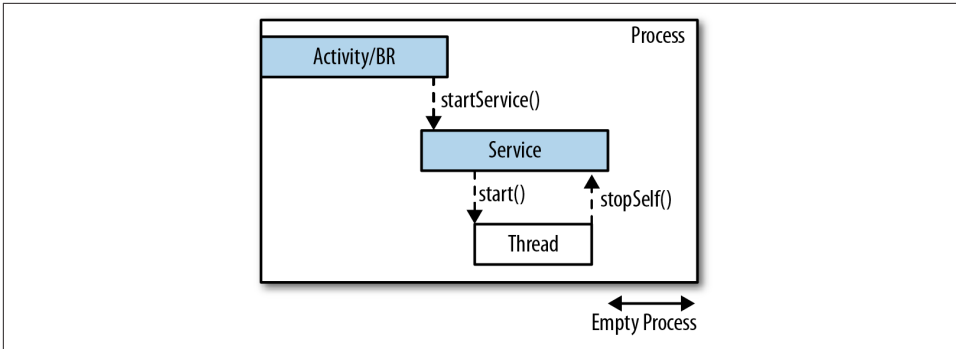 Process
Activity/BR
startService()
Service
start()
stopSelf()
Thread
Empty Process